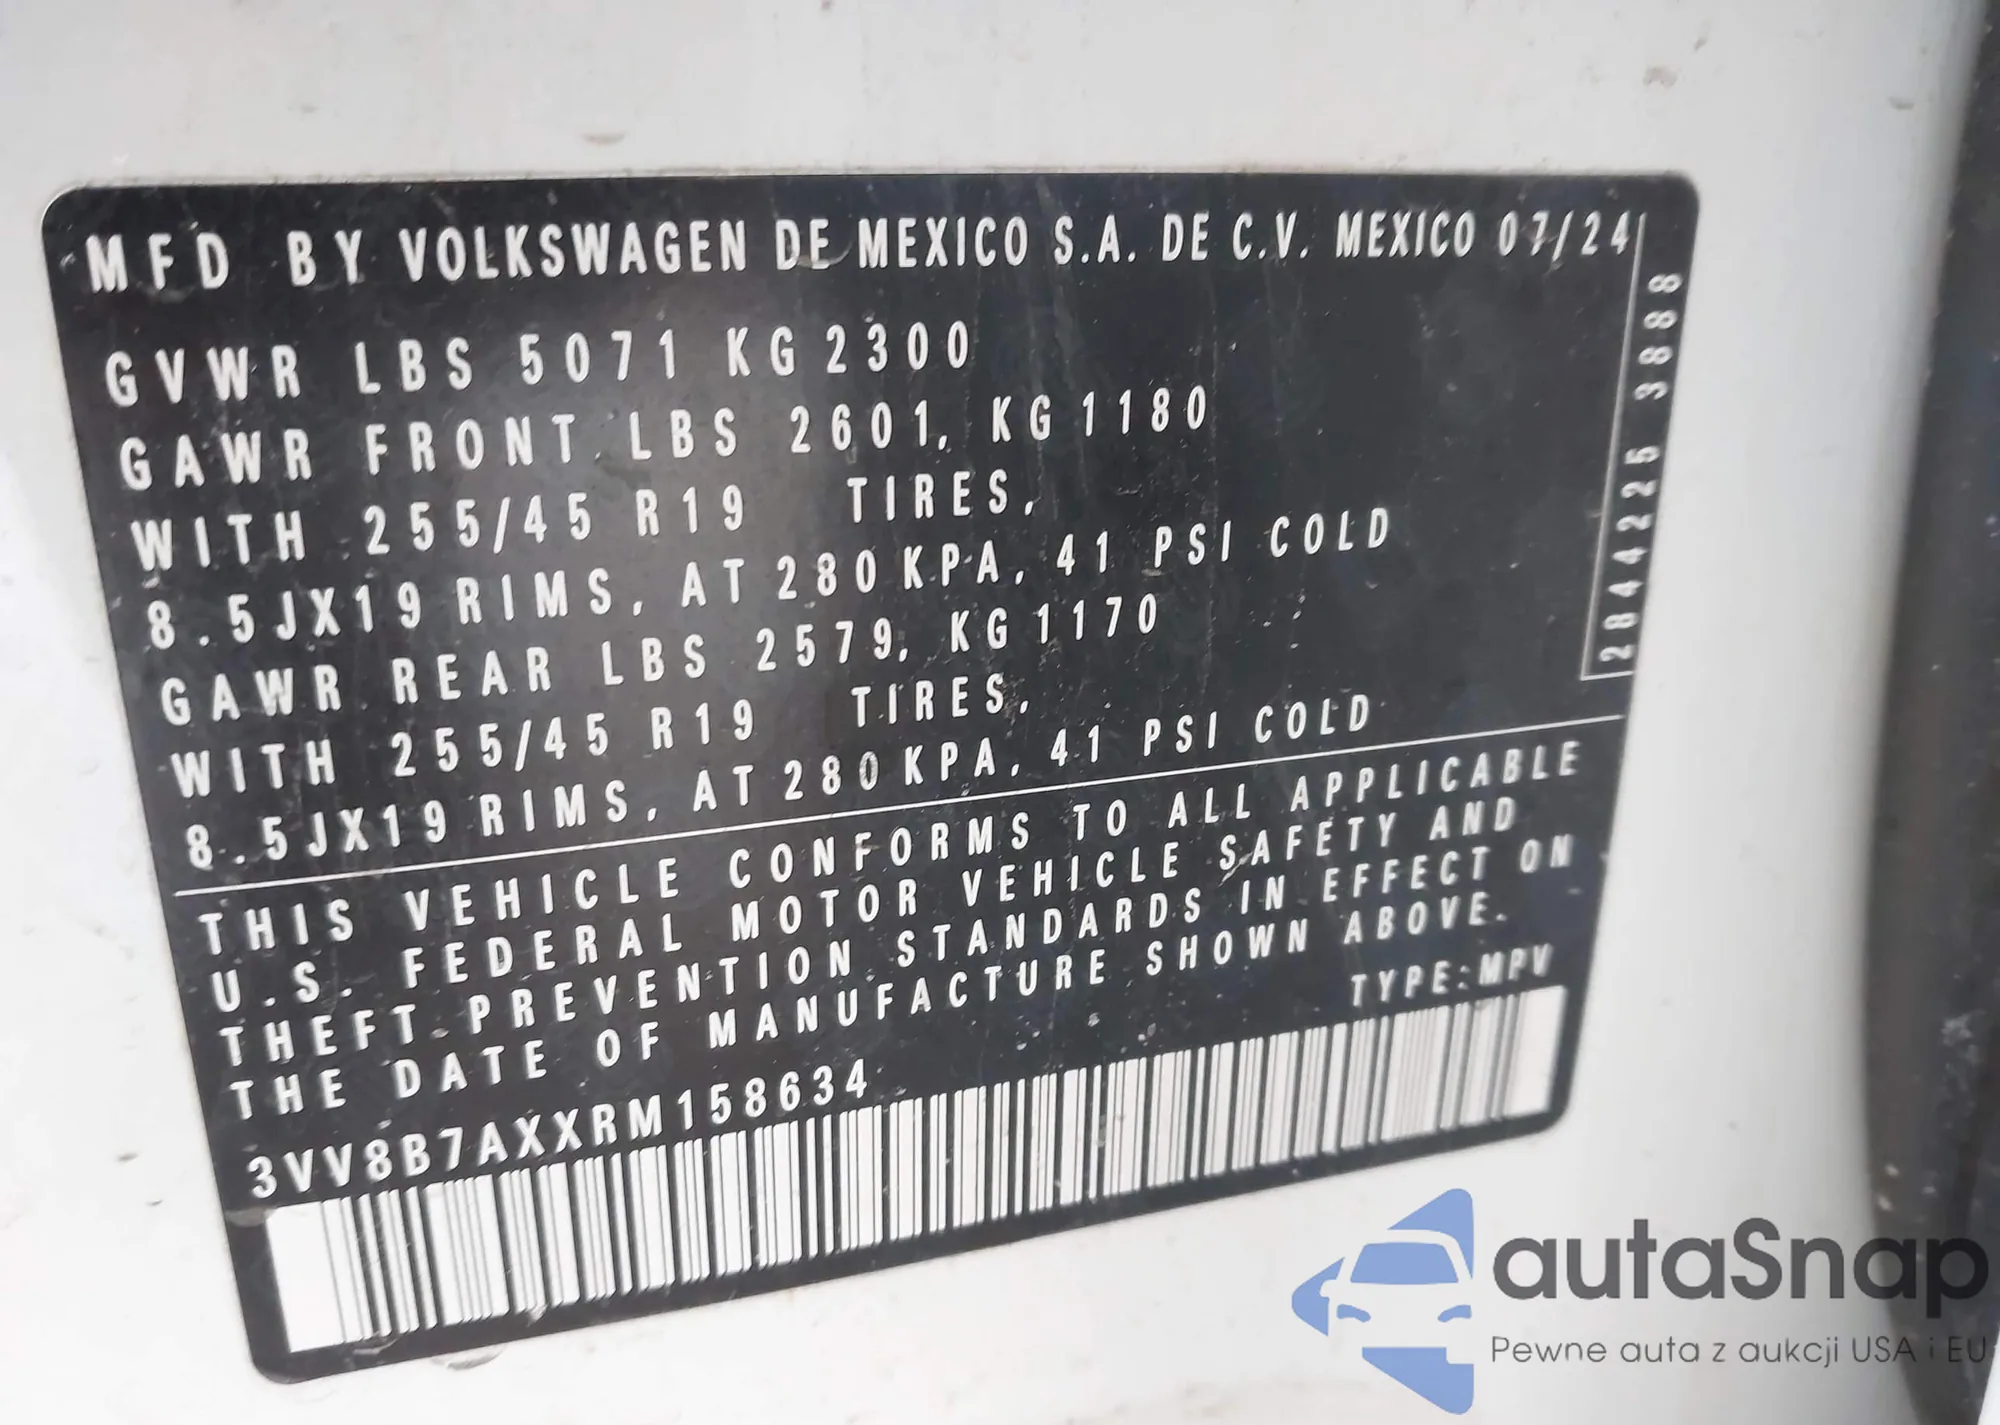 MFD BY VOLKSWAGEN DE MEXICO S.A. DE C.V. MEXICO 07/24
GVWR LBS 5071 KG 2300
GAWR FRONT LBS 2601, KG 1180
WITH 255/45 R19 TIRES,
8.5JX19 RIMS, AT 280 KPA, 41 PSI COLD
GAWR REAR LBS 2579, KG 1170
WITH 255/45 R19 TIRES,
8.5JX19 RIMS, AT 280 KPA, 41 PSI COLD
2844225 3888
THIS VEHICLE CONFORMS TO ALL APPLICABLE
U.S. FEDERAL MOTOR VEHICLE SAFETY AND
THEFT PREVENTION STANDARDS IN EFFECT ON
THE DATE OF MANUFACTURE SHOWN ABOVE.
TYPE: MPV
3VV8B7AXXRM158634
autaSnap
Pewne auta z aukcji USA i EU